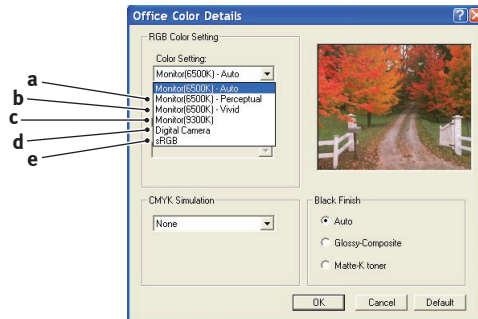 Office Color Details
RGB Color Setting
Color Setting:
Monitor(6500K) - Auto
Monitor(6500K) - Auto
a
Monitor(6500K) - Perceptual
b
Monitor(6500K) - Vivid
c
Monitor(9300K)
d
Digital Camera
e
sRGB
CMYK Simulation
None
Black Finish
Auto
Glossy-Composite
Matte-K toner
OK
Cancel
Default